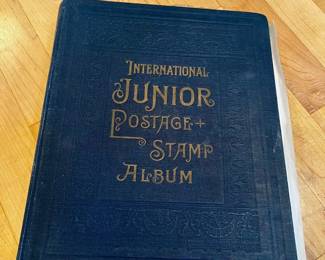 INTERNATIONAL
JUNIOR
POSTAGE
STAMP
ALBUM